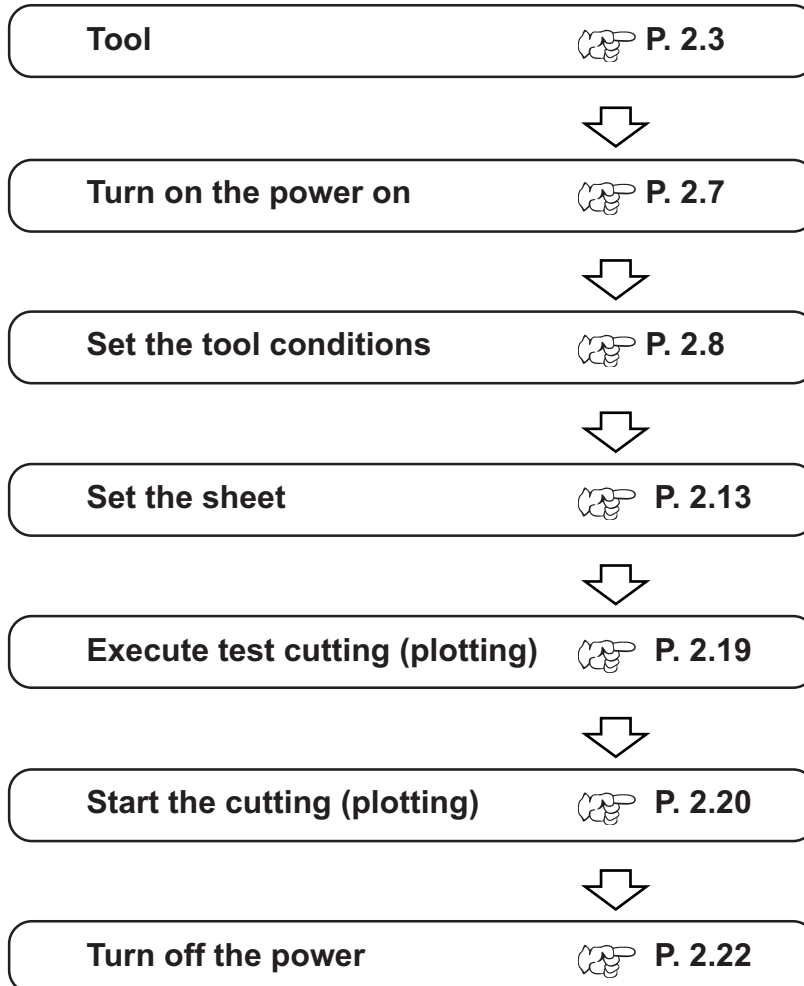 Tool P. 2.3
Turn on the power on P. 2.7
Set the tool conditions P. 2.8
Set the sheet P. 2.13
Execute test cutting (plotting) P. 2.19
Start the cutting (plotting) P. 2.20
Turn off the power P. 2.22